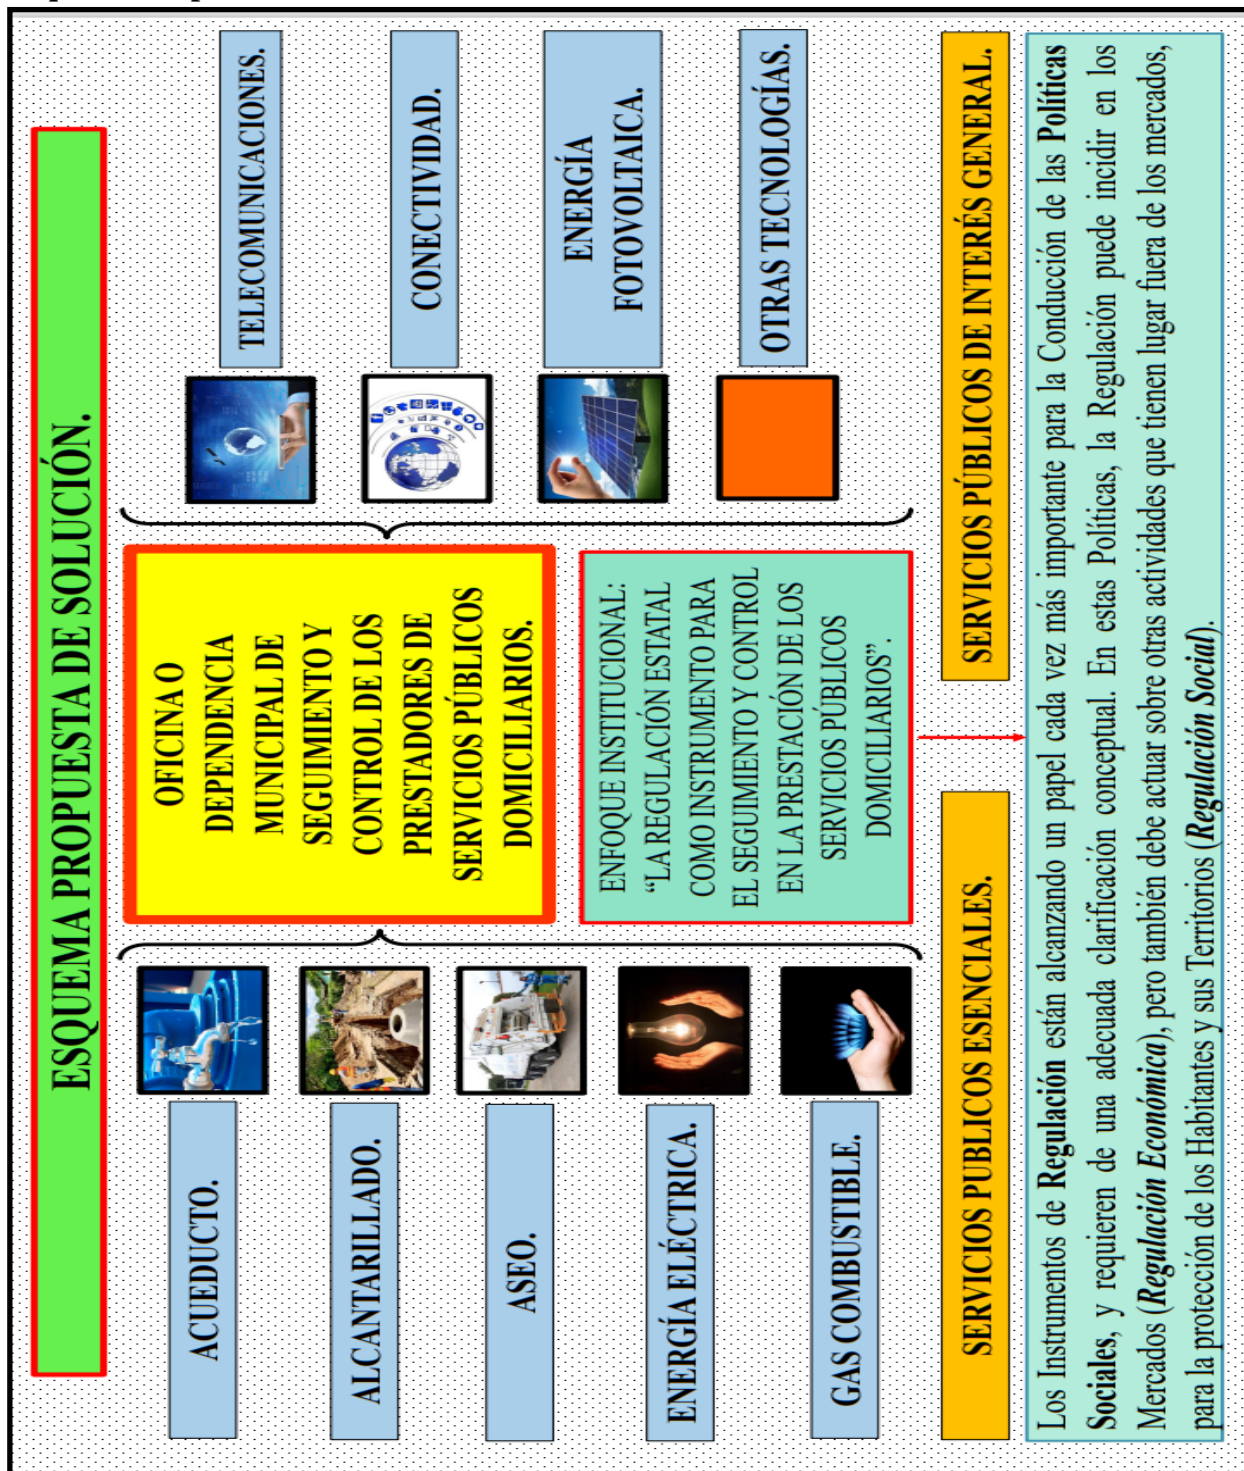 ESQUEMA PROPUESTA DE SOLUCIÓN.
ACUEDUCTO.
ALCANTARILLADO.
ASEO.
ENERGÍA ELÉCTRICA.
GAS COMBUSTIBLE.
OFICINA O
DEPENDENCIA
MUNICIPAL DE
SEGUIMIENTO Y
CONTROL DE LOS
PRESTADORES DE
SERVICIOS PÚBLICOS
DOMICILIARIOS.
ENFOQUE INSTITUCIONAL:
“LA REGULACIÓN ESTATAL
COMO INSTRUMENTO PARA
EL SEGUIMIENTO Y CONTROL
EN LA PRESTACIÓN DE LOS
SERVICIOS PÚBLICOS
DOMICILIARIOS”.
TELECOMUNICACIONES.
CONECTIVIDAD.
ENERGÍA
FOTOVOLTAICA.
OTRAS TECNOLOGÍAS.
SERVICIOS PUBLICOS ESENCIALES.
SERVICIOS PÚBLICOS DE INTERÉS GENERAL.
Los Instrumentos de Regulación están alcanzando un papel cada vez más importante para la Conducción de las Políticas
Sociales, y requieren de una adecuada clarificación conceptual. En estas Políticas, la Regulación puede incidir en los
Mercados (Regulación Económica), pero también debe actuar sobre otras actividades que tienen lugar fuera de los mercados,
para la protección de los Habitantes y sus Territorios (Regulación Social).